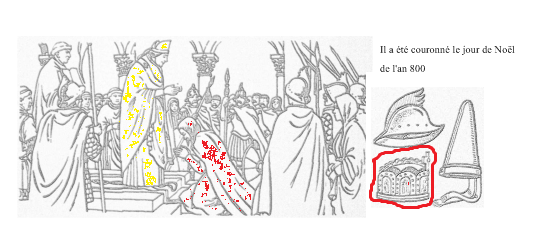 Il a été couronné le jour de Noël
de l'an 800